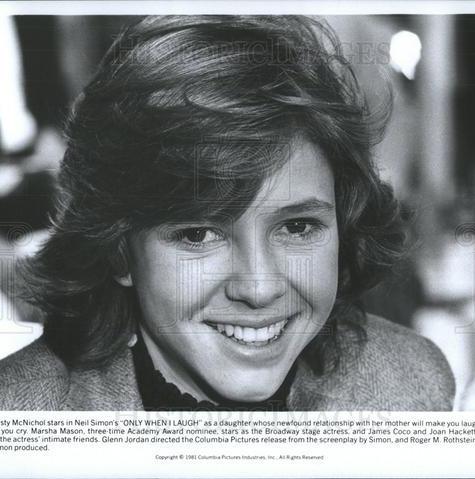 HISTORIC IMAGES
sty McNichol stars in Neil Simon's "ONLY WHEN I LAUGH" as a daughter whose newfound relationship with her mother will make you laug
you cry. Marsha Mason, three-time Academy Award nominee, stars as the Broadway stage actress, and James Coco and Joan Hackett
the actress' intimate friends. Glenn Jordan directed the Columbia Pictures release from the screenplay by Simon, and Roger M. Rothstein
non produced.
Copyright © 1981 Columbia Pictures Industries, Inc., All Rights Reserved